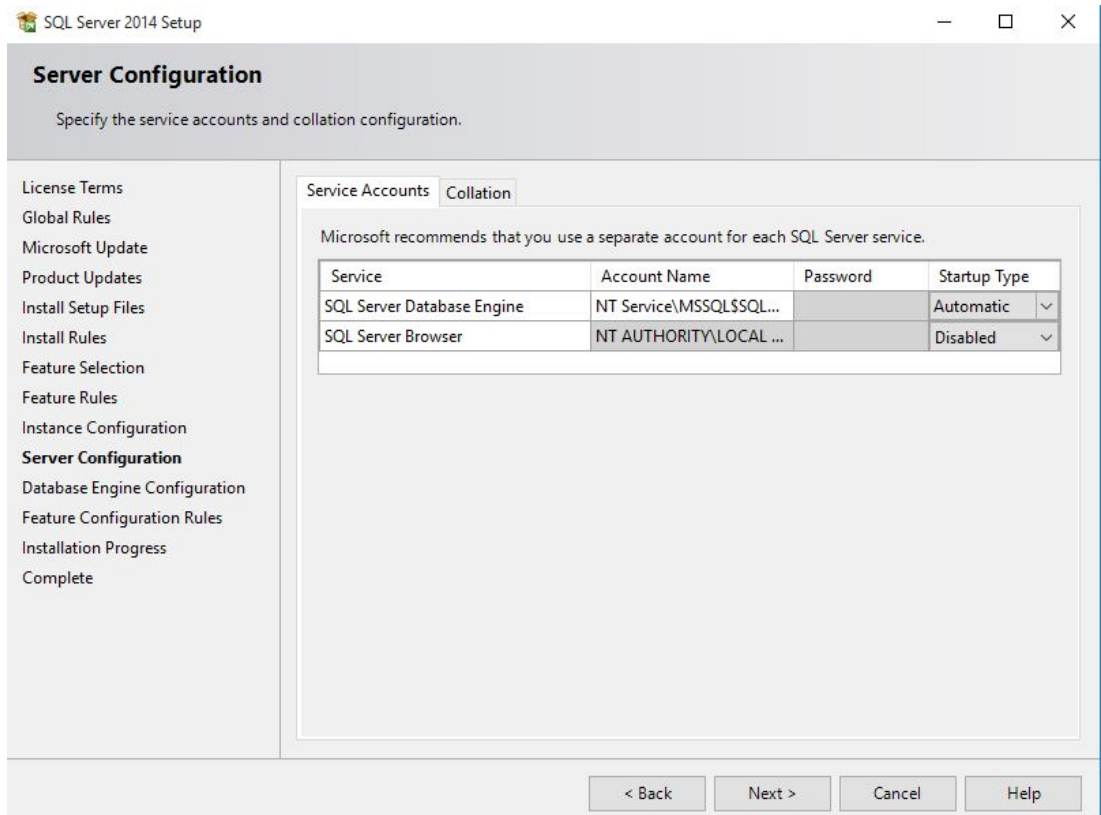 SQL Server 2014 Setup
Server Configuration
Specify the service accounts and collation configuration.
License Terms
Global Rules
Microsoft Update
Product Updates
Install Setup Files
Install Rules
Feature Selection
Feature Rules
Instance Configuration
Server Configuration
Database Engine Configuration
Feature Configuration Rules
Installation Progress
Complete
Service Accounts Collation
Microsoft recommends that you use a separate account for each SQL Server service.
Service Account Name Password Startup Type
SQL Server Database Engine NT Service\MSSQL$SQL... Automatic
SQL Server Browser NT AUTHORITY\LOCAL ... Disabled
< Back Next > Cancel Help